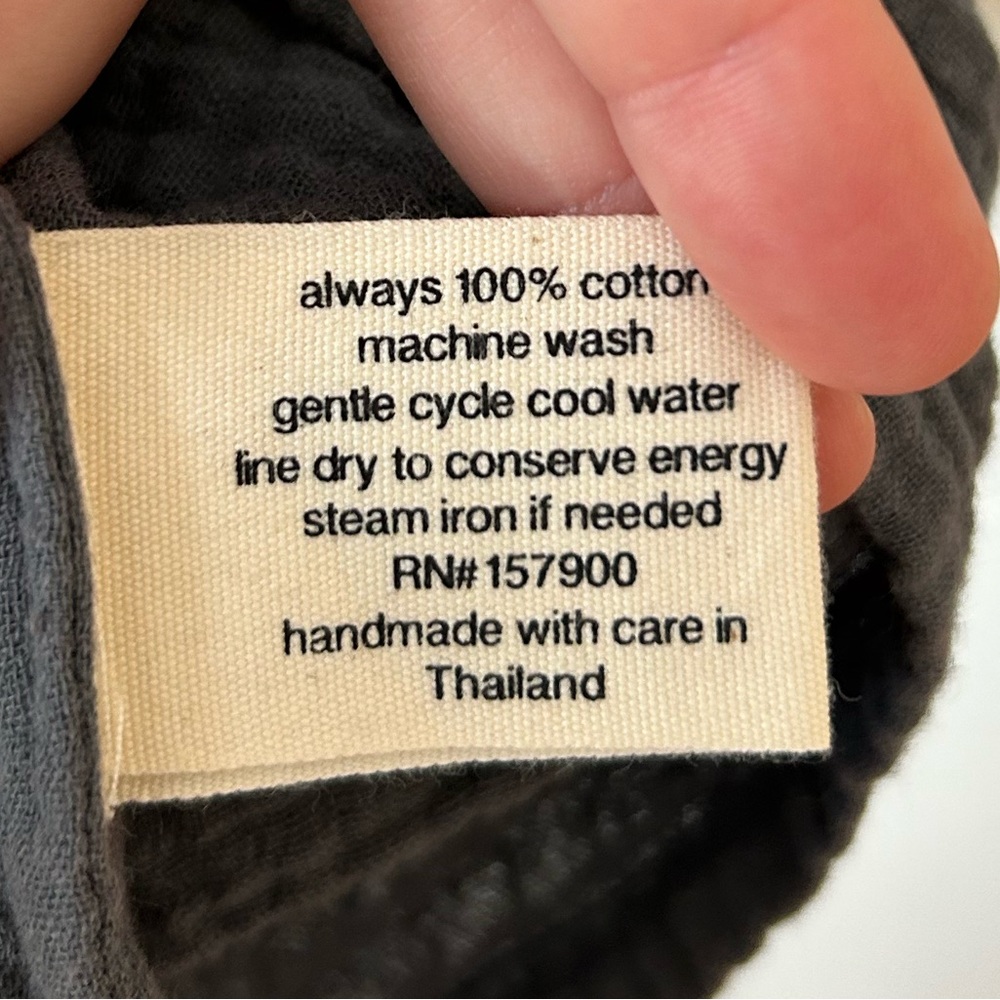 always 100% cotton
machine wash
gentle cycle cool water
line dry to conserve energy
steam iron if needed
RN#157900
handmade with care in
Thailand